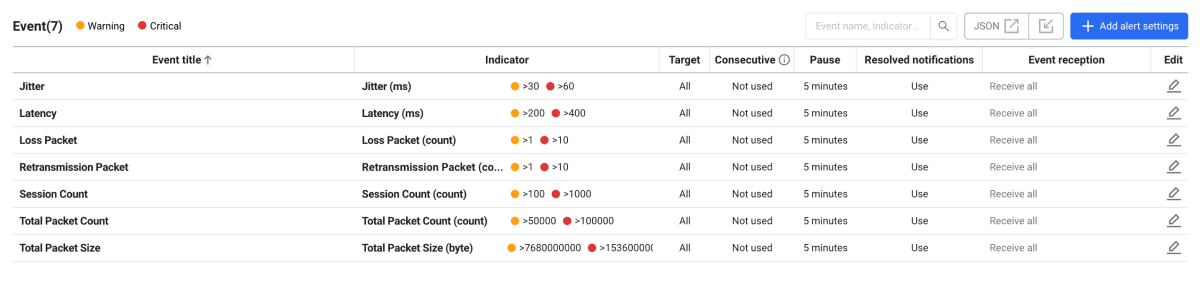 Event(7) Warning Critical Event name, indicator... JSON Add alert settings
Event title Indicator Target Consecutive Pause Resolved notifications Event reception Edit
Jitter Jitter (ms) >30 >60 All Not used 5 minutes Use Receive all
Latency Latency (ms) >200 >400 All Not used 5 minutes Use Receive all
Loss Packet Loss Packet (count) >1 >10 All Not used 5 minutes Use Receive all
Retransmission Packet Retransmission Packet (co... >1 >10 All Not used 5 minutes Use Receive all
Session Count Session Count (count) >100 >1000 All Not used 5 minutes Use Receive all
Total Packet Count Total Packet Count (count) >50000 >100000 All Not used 5 minutes Use Receive all
Total Packet Size Total Packet Size (byte) >7680000000 >15360000( All Not used 5 minutes Use Receive all